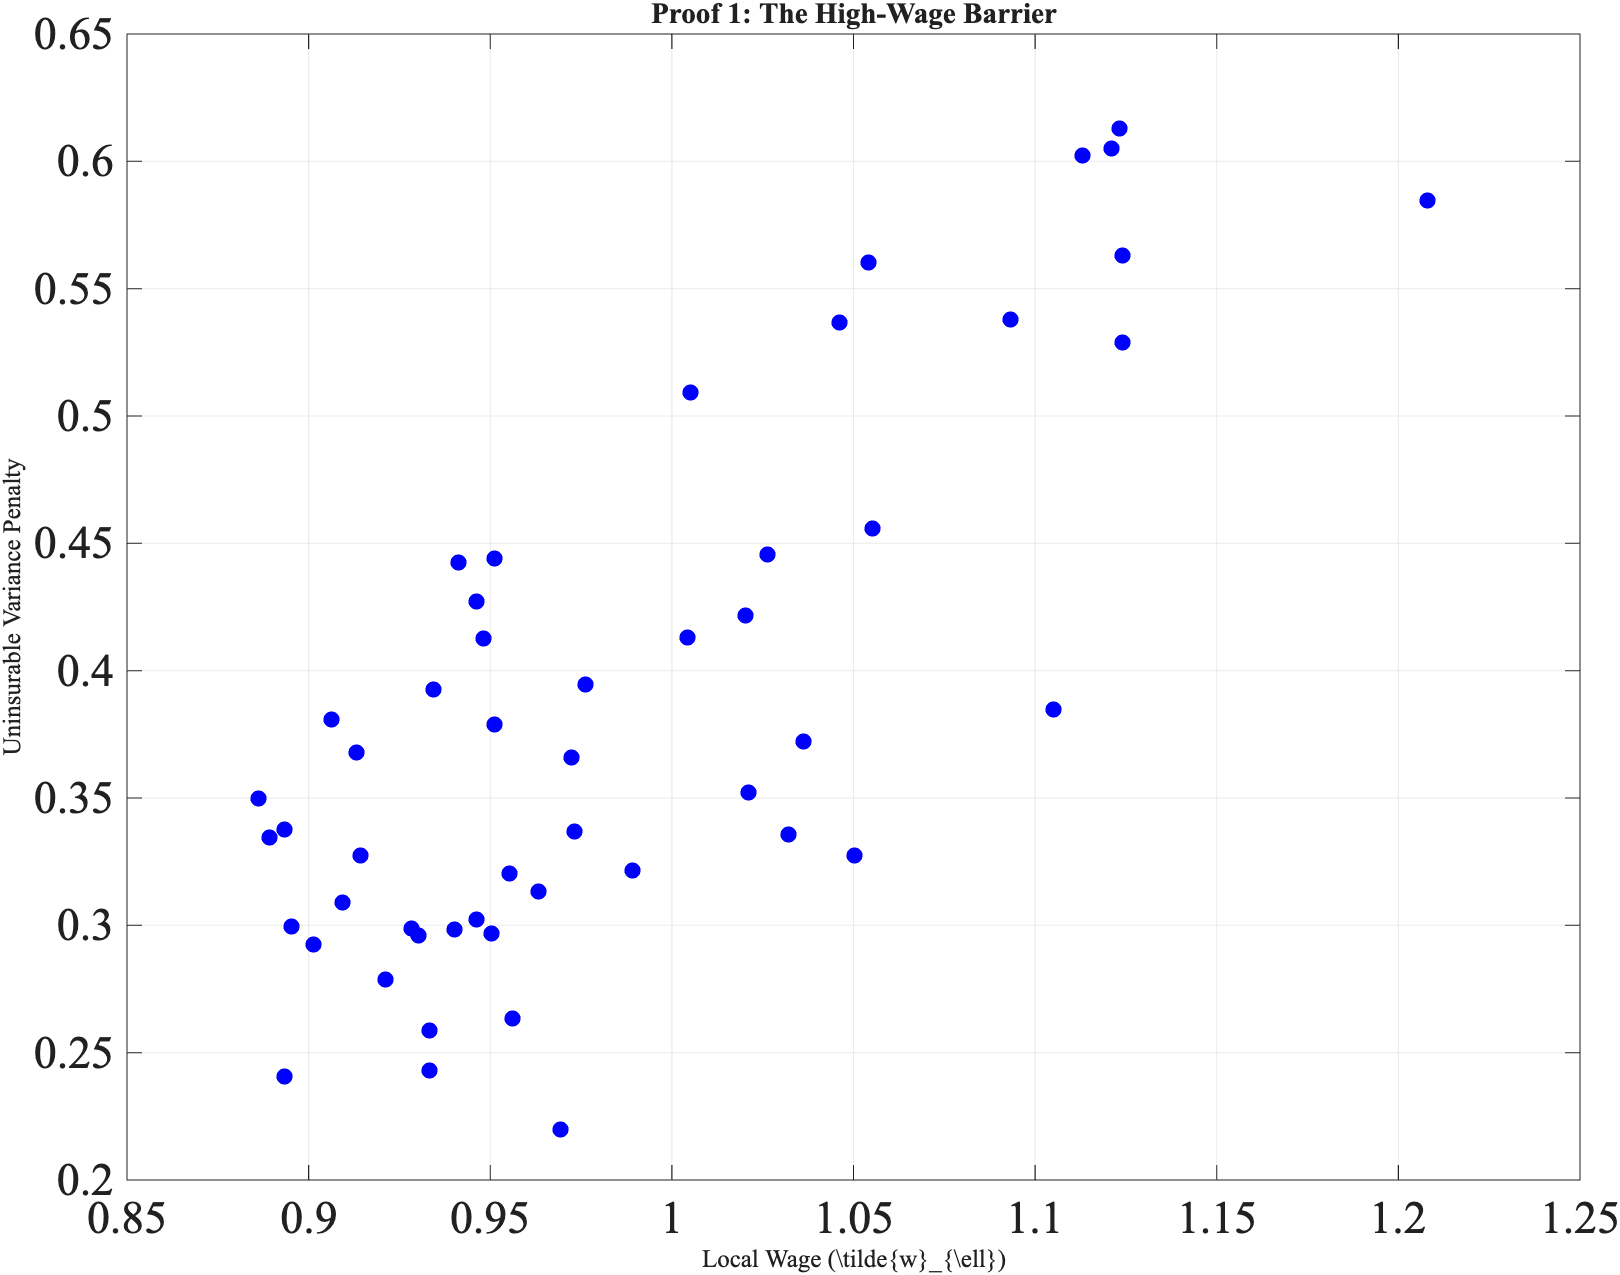 Proof 1: The High-Wage Barrier
0.65
0.6
0.55
0.5
0.45
0.4
0.35
0.3
0.25
0.2
Uninsurable Variance Penalty
0.85 0.9 0.95 1 1.05 1.1 1.15 1.2 1.25
Local Wage (\tilde{w}_{\ell})